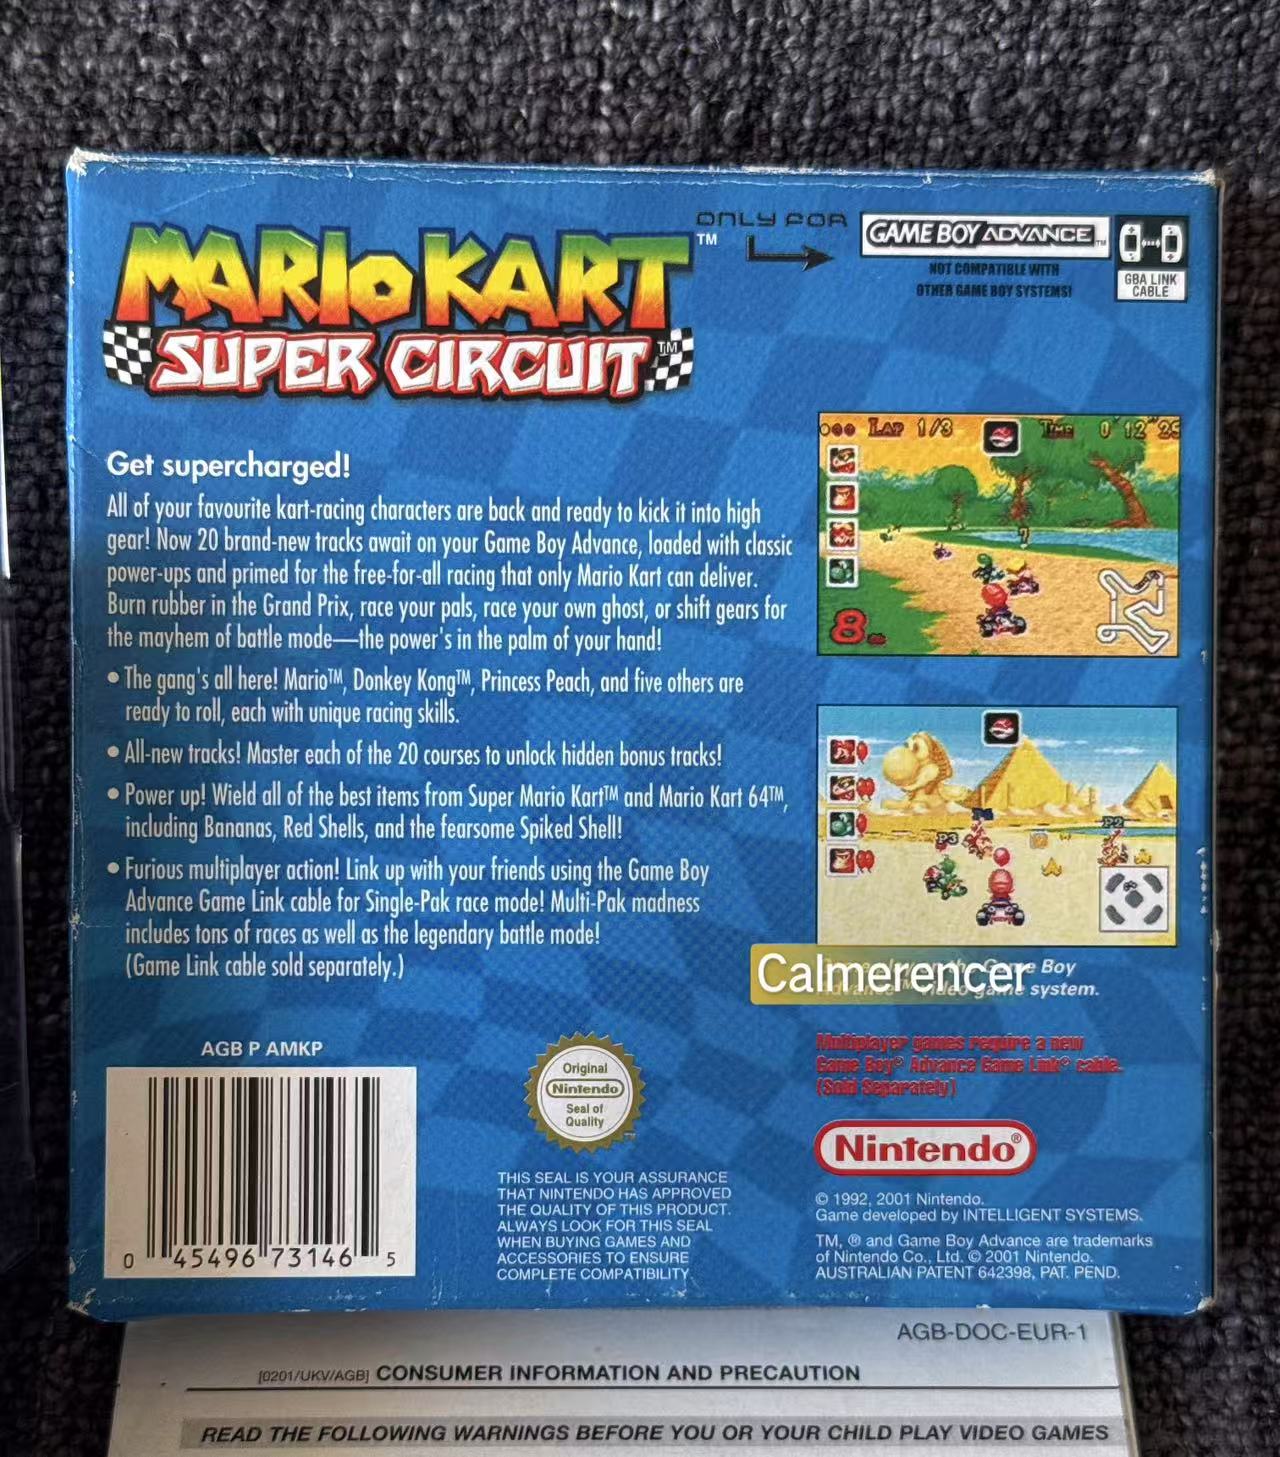 MARIO KART™
SUPER CIRCUIT™
ONLY FOR
GAME BOY ADVANCE™
NOT COMPATIBLE WITH
OTHER GAME BOY SYSTEMS!
GBA LINK
CABLE
Get supercharged!
All of your favourite kart-racing characters are back and ready to kick it into high
gear! Now 20 brand-new tracks await on your Game Boy Advance, loaded with classic
power-ups and primed for the free-for-all racing that only Mario Kart can deliver.
Burn rubber in the Grand Prix, race your pals, race your own ghost, or shift gears for
the mayhem of battle mode—the power's in the palm of your hand!
• The gang's all here! Mario™, Donkey Kong™, Princess Peach, and five others are
ready to roll, each with unique racing skills.
• All-new tracks! Master each of the 20 courses to unlock hidden bonus tracks!
• Power up! Wield all of the best items from Super Mario Kart™ and Mario Kart 64™,
including Bananas, Red Shells, and the fearsome Spiked Shell!
• Furious multiplayer action! Link up with your friends using the Game Boy
Advance Game Link cable for Single-Pak race mode! Multi-Pak madness
includes tons of races as well as the legendary battle mode!
(Game Link cable sold separately.)
LAP 1/3
TIME 0'12"25
8
P3
P4
P2
Calmerencer
Game Boy
Advance™ video game system.
Multiplayer games require a new
Game Boy® Advance Game Link® cable.
(Sold Separately)
AGB P AMKP
0 45496 73146 5
Original
Nintendo
Seal of
Quality
™
THIS SEAL IS YOUR ASSURANCE
THAT NINTENDO HAS APPROVED
THE QUALITY OF THIS PRODUCT.
ALWAYS LOOK FOR THIS SEAL
WHEN BUYING GAMES AND
ACCESSORIES TO ENSURE
COMPLETE COMPATIBILITY.
Nintendo®
© 1992, 2001 Nintendo.
Game developed by INTELLIGENT SYSTEMS.
TM, ® and Game Boy Advance are trademarks
of Nintendo Co., Ltd. © 2001 Nintendo.
AUSTRALIAN PATENT 642398, PAT. PEND.
AGB-DOC-EUR-1
[0201/UKV/AGB] CONSUMER INFORMATION AND PRECAUTION
READ THE FOLLOWING WARNINGS BEFORE YOU OR YOUR CHILD PLAY VIDEO GAMES